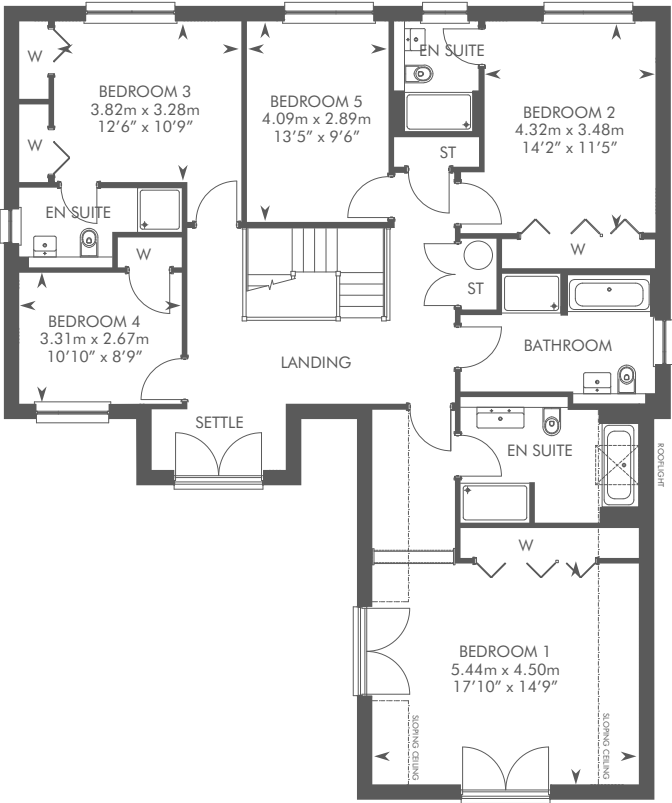 W
BEDROOM 3
3.82m x 3.28m
12′6″ x 10′9″
W
BEDROOM 5
4.09m x 2.89m
13′5″ x 9′6″
EN SUITE
BEDROOM 2
4.32m x 3.48m
14′2″ x 11′5″
ST
EN SUITE
W
W
ST
BEDROOM 4
3.31m x 2.67m
10′10″ x 8′9″
LANDING
BATHROOM
SETTLE
EN SUITE
ROOFLIGHT
W
BEDROOM 1
5.44m x 4.50m
17′10″ x 14′9″
SLOPING CEILING
SLOPING CEILING